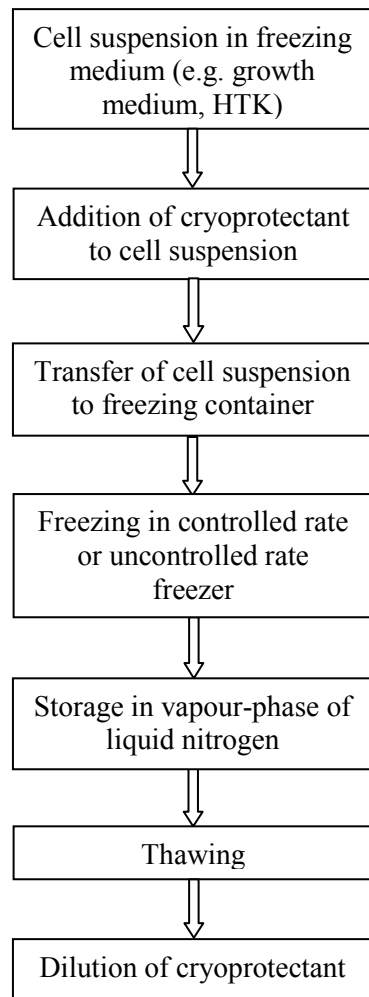 Cell suspension in freezing
medium (e.g. growth
medium, HTK)
Addition of cryoprotectant
to cell suspension
Transfer of cell suspension
to freezing container
Freezing in controlled rate
or uncontrolled rate
freezer
Storage in vapour-phase of
liquid nitrogen
Thawing
Dilution of cryoprotectant